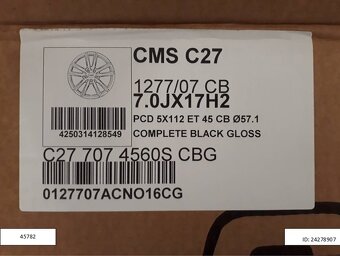 CMS C27
1277/07 CB
7.0JX17H2
PCD 5X112 ET 45 CB Ø57.1
4250314128549
COMPLETE BLACK GLOSS
C27 707 4560S CBG
0127707ACNO16CG
45782
ID: 24278907